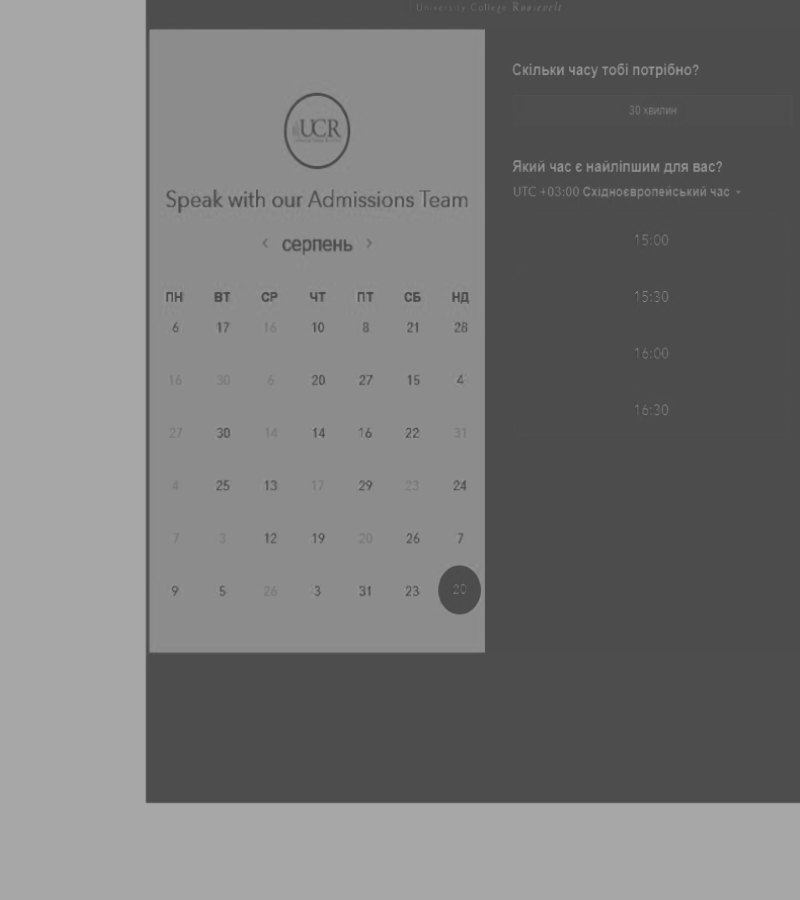 University College Roosevelt
UCR
Speak with our Admissions Team
‹ серпень ›
ПН ВТ СР ЧТ ПТ СБ НД
6 17 16 10 8 21 28
16 30 6 20 27 15 4
27 30 14 14 16 22 31
4 25 13 17 29 23 24
7 3 12 19 20 26 7
9 5 26 3 31 23 20
Скільки часу тобі потрібно?
30 хвилин
Який час є найліпшим для вас?
UTC +03:00 Східноєвропейський час
15:00
15:30
16:00
16:30